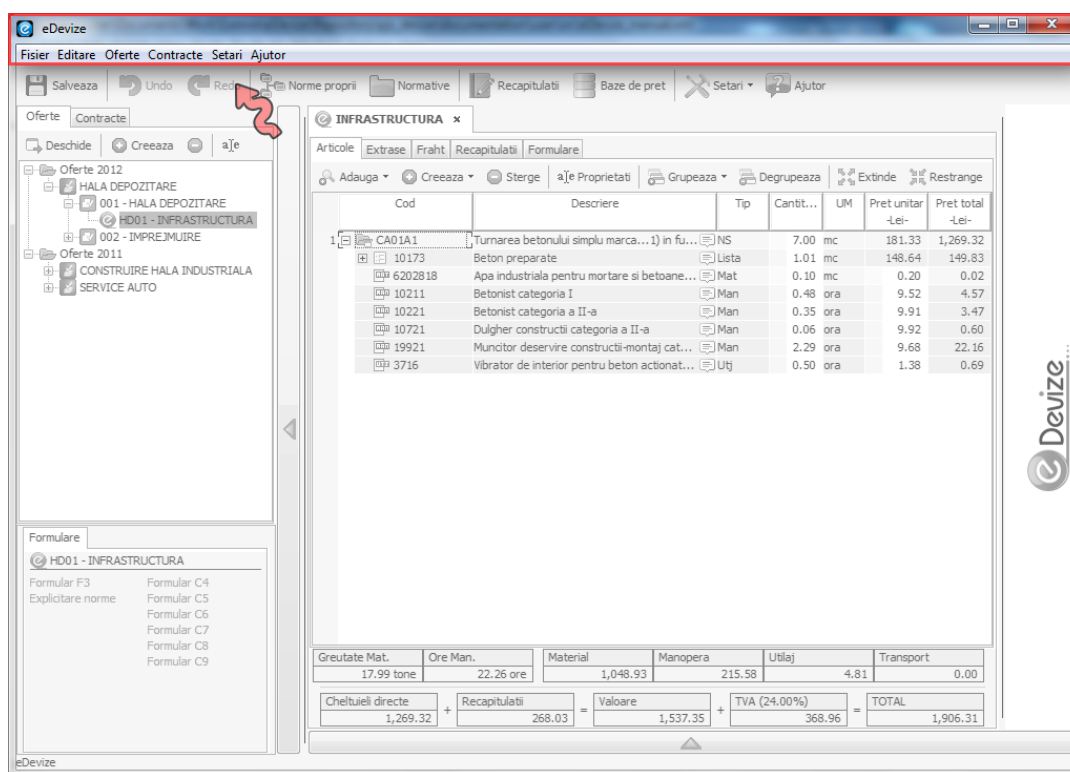 eDevize
Fisier Editare Oferte Contracte Setari Ajutor
Salveaza Undo Redo Norme proprii Normative Recapitulatii Baze de pret Setari Ajutor
Oferte Contracte
Deschide Creeaza aIe
Oferte 2012
HALA DEPOZITARE
001 - HALA DEPOZITARE
HD01 - INFRASTRUCTURA
002 - IMPREJMUIRE
Oferte 2011
CONSTRUIRE HALA INDUSTRIALA
SERVICE AUTO
INFRASTRUCTURA ×
Articole Extrase Fraht Recapitulatii Formulare
Adauga Creeaza Sterge aIe Proprietati Grupeaza Degrupeaza Extinde Restrange
Cod Descriere Tip Cantit... UM Pret unitar -Lei- Pret total -Lei-
1 CA01A1 Turnarea betonului simplu marca...1) in fu... NS 7.00 mc 181.33 1,269.32
10173 Beton preparate Lista 1.01 mc 148.64 149.83
6202818 Apa industriala pentru mortare si betoane... Mat 0.10 mc 0.20 0.02
10211 Betonist categoria I Man 0.48 ora 9.52 4.57
10221 Betonist categoria a II-a Man 0.35 ora 9.91 3.47
10721 Dulgher constructii categoria a II-a Man 0.06 ora 9.92 0.60
19921 Muncitor deservire constructii-montaj cat... Man 2.29 ora 9.68 22.16
3716 Vibrator de interior pentru beton actionat... Utj 0.50 ora 1.38 0.69
Formulare
HD01 - INFRASTRUCTURA
Formular F3 Formular C4
Explicitare norme Formular C5
Formular C6
Formular C7
Formular C8
Formular C9
Greutate Mat. Ore Man. Material Manopera Utilaj Transport
17.99 tone 22.26 ore 1,048.93 215.58 4.81 0.00
Cheltuieli directe + Recapitulatii = Valoare + TVA (24.00%) = TOTAL
1,269.32 268.03 1,537.35 368.96 1,906.31
eDevize...
eDevize